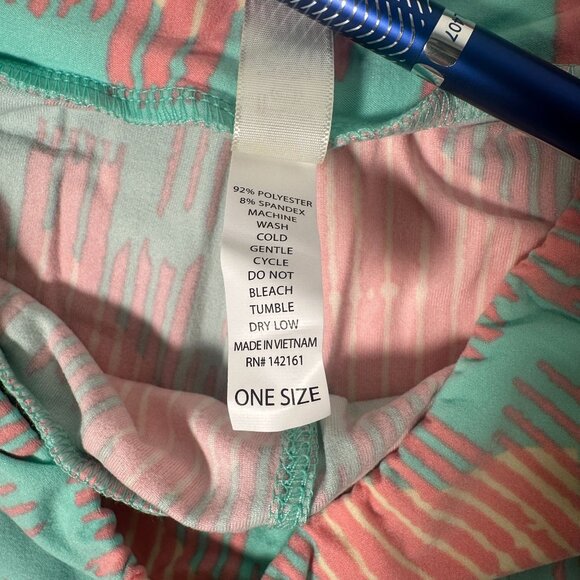 407
92% POLYESTER
8% SPANDEX
MACHINE
WASH
COLD
GENTLE
CYCLE
DO NOT
BLEACH
TUMBLE
DRY LOW
MADE IN VIETNAM
RN# 142161
ONE SIZE